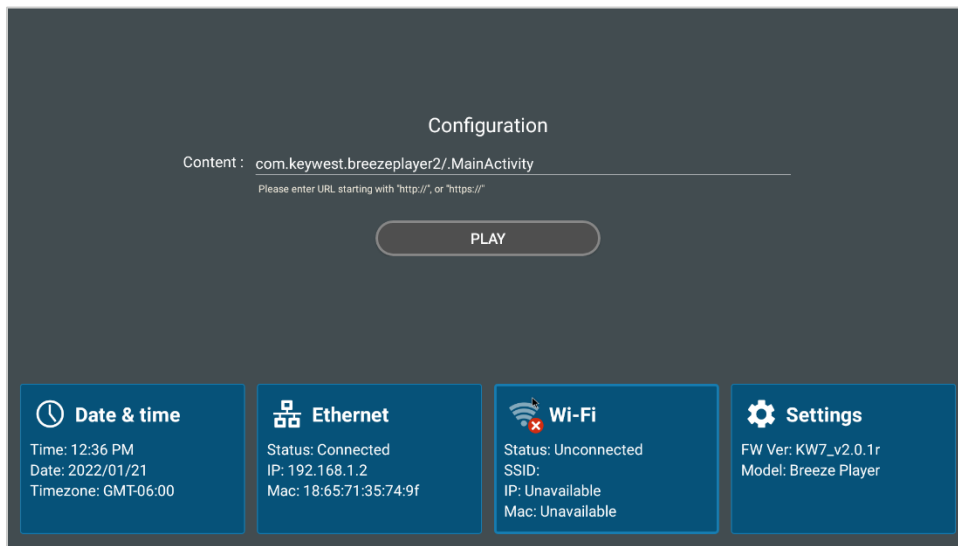 Configuration
Content : com.keywest.breezeplayer2/.MainActivity
Please enter URL starting with "http://", or "https://"
PLAY
Date & time
Time: 12:36 PM
Date: 2022/01/21
Timezone: GMT-06:00
Ethernet
Status: Connected
IP: 192.168.1.2
Mac: 18:65:71:35:74:9f
Wi-Fi
Status: Unconnected
SSID:
IP: Unavailable
Mac: Unavailable
Settings
FW Ver: KW7_v2.0.1r
Model: Breeze Player